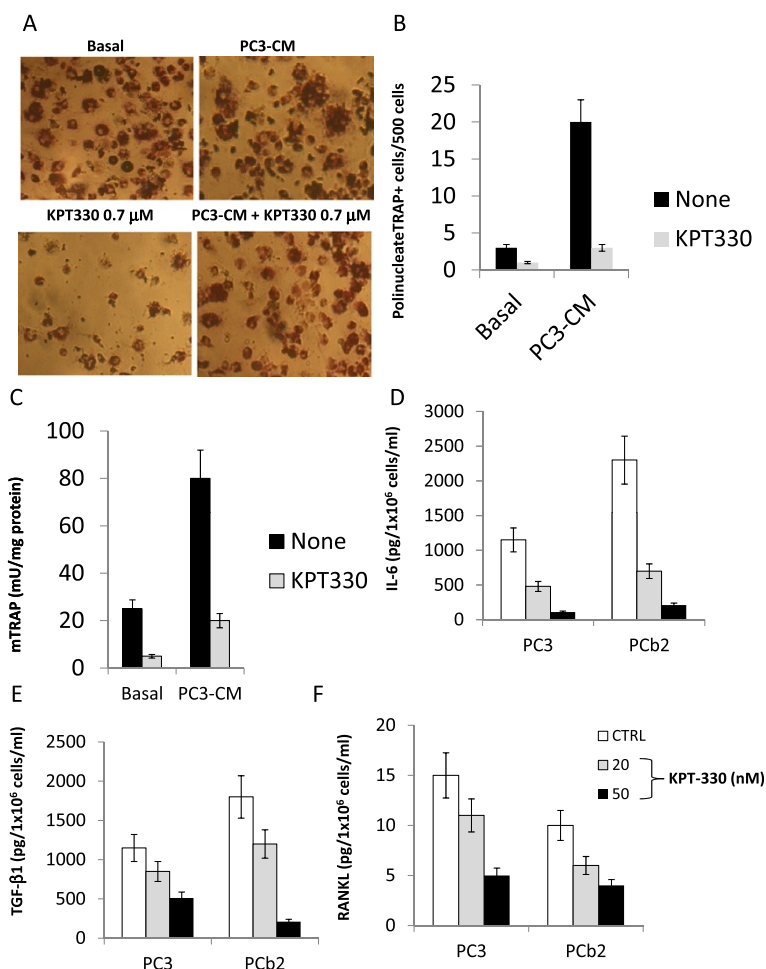 A
Basal
PC3-CM
KPT330 0.7 µM
PC3-CM + KPT330 0.7 µM
B
PolinucleateTRAP+ cells/500 cells
25
20
15
10
5
0
Basal
PC3-CM
None
KPT330
C
mTRAP (mU/mg protein)
100
80
60
40
20
0
Basal
PC3-CM
None
KPT330
D
IL-6 (pg/1x10⁶ cells/ml)
3000
2500
2000
1500
1000
500
0
PC3
PCb2
E
TGF-β1 (pg/1x10⁶ cells/ml)
2500
2000
1500
1000
500
0
PC3
PCb2
F
RANKL (pg/1x10⁶ cells/ml)
20
15
10
5
0
PC3
PCb2
CTRL
20
50
KPT-330 (nM)